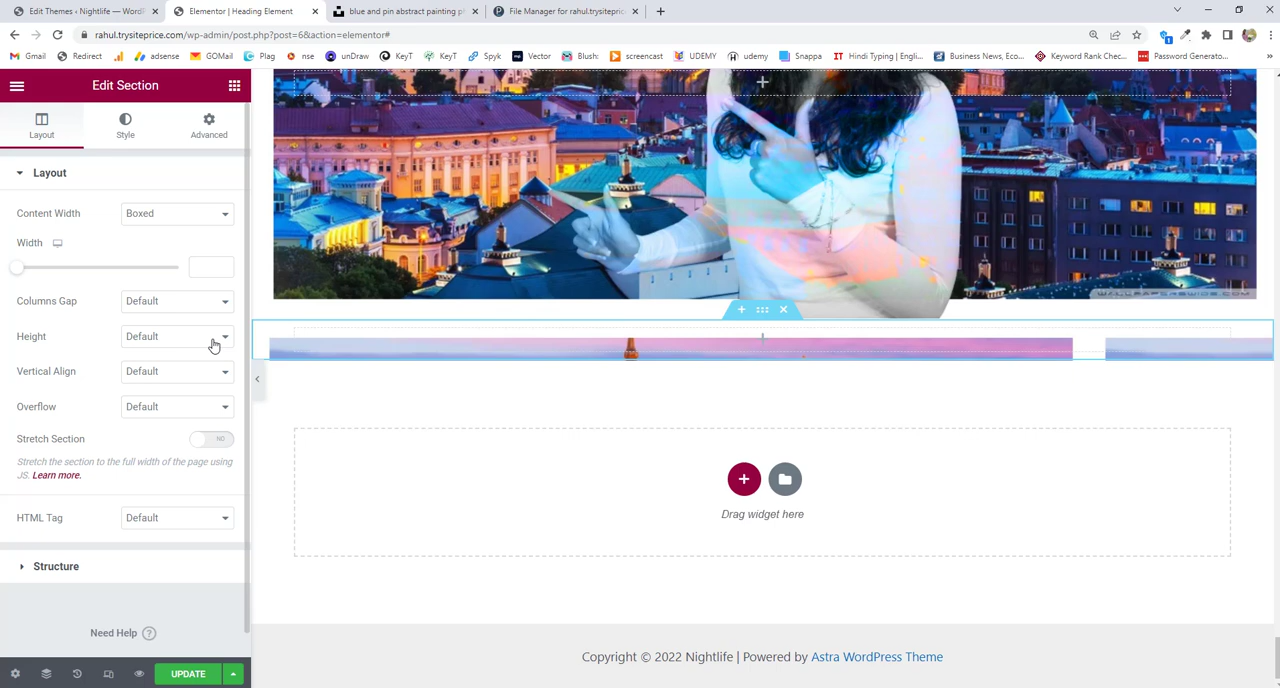 Edit Themes ‹ Nightlife — WordP
Elementor | Heading Element
blue and pin abstract painting ph
File Manager for rahul.trysiteprice
rahul.trysiteprice.com/wp-admin/post.php?post=6&action=elementor#
Gmail
Redirect
adsense
GOMail
Plag
nse
unDraw
KeyT
KeyT
Spyk
Vector
Blush:
screencast
UDEMY
udemy
Snappa
Hindi Typing | Engli...
Business News, Eco...
Keyword Rank Chec...
Password Generato...
»
Edit Section
Layout
Style
Advanced
Layout
Content Width
Boxed
Width
Columns Gap
Default
Height
Default
Vertical Align
Default
Overflow
Default
Stretch Section
NO
Stretch the section to the full width of the page using
JS. Learn more.
HTML Tag
Default
Structure
Need Help
UPDATE
Drag widget here
Copyright © 2022 Nightlife | Powered by Astra WordPress Theme